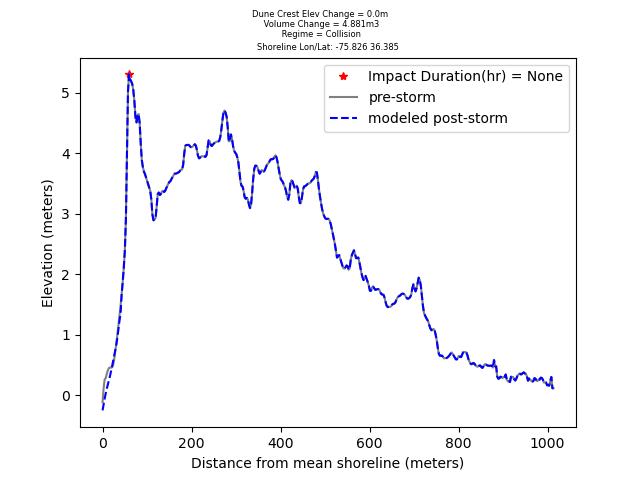 Dune Crest Elev Change = 0.0m
Volume Change = 4.881m3
Regime = Collision
Shoreline Lon/Lat: -75.826 36.385
Impact Duration(hr) = None
pre-storm
modeled post-storm
Elevation (meters)
5
4
3
2
1
0
0 200 400 600 800 1000
Distance from mean shoreline (meters)